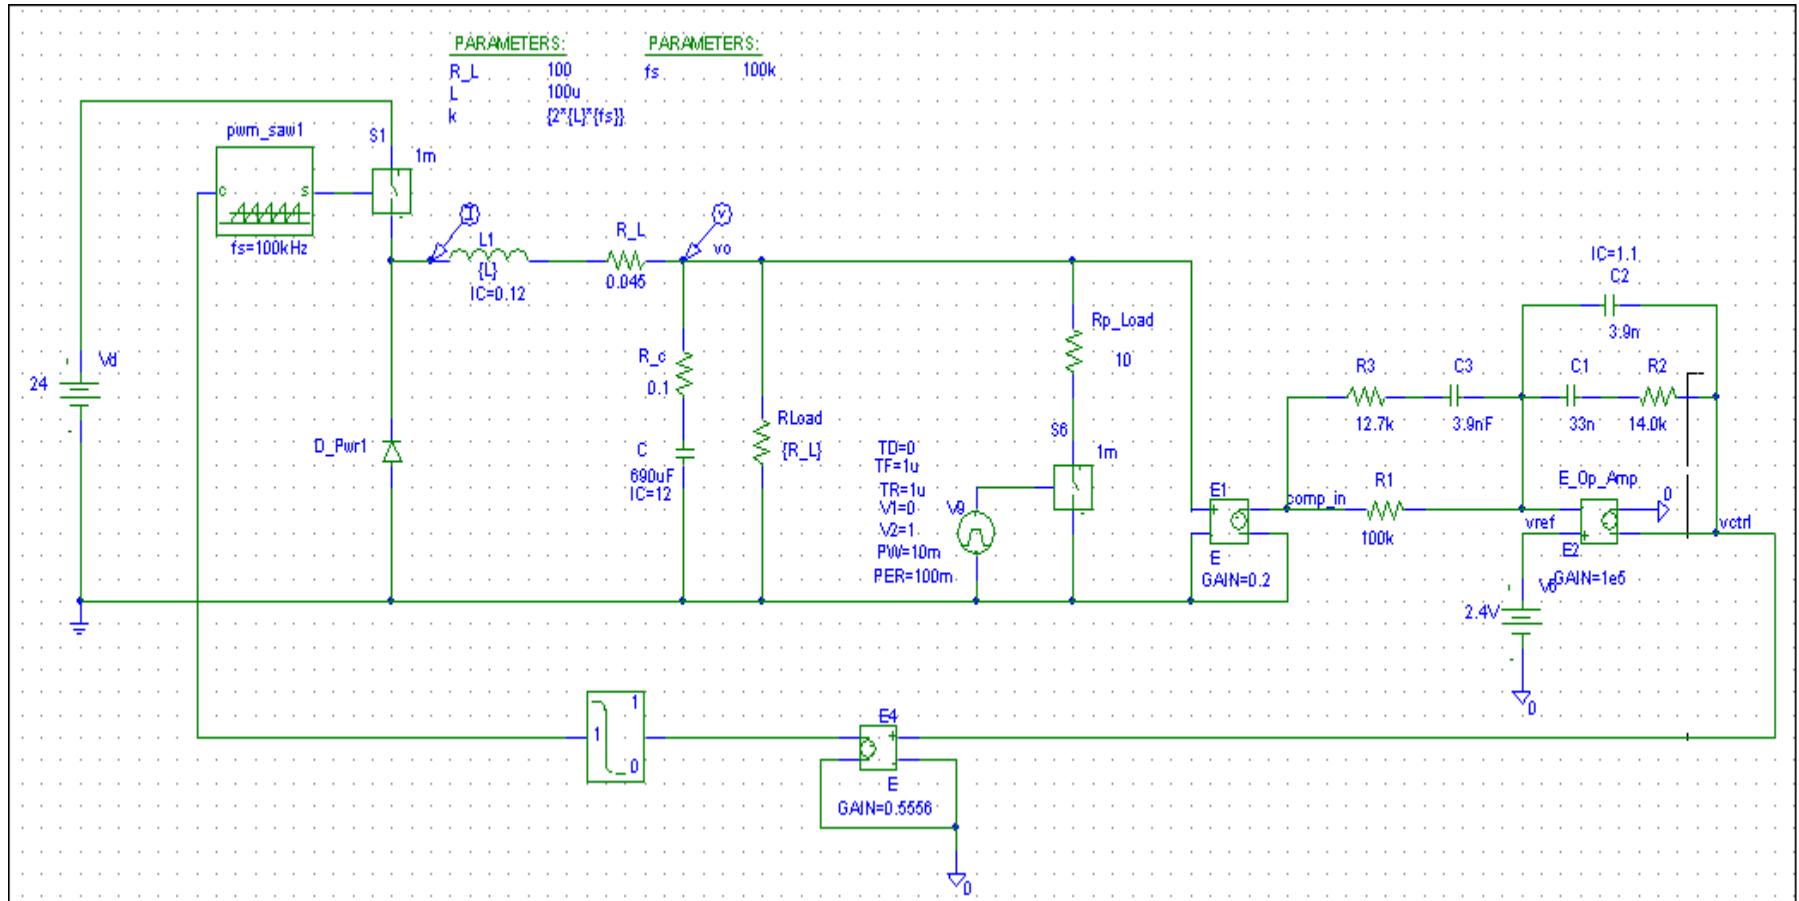 PARAMETERS:
R_L 100
L 100u
k {2*{L}*{fs}}
PARAMETERS:
fs 100k
pwm_saw1
c s
fs=100kHz
S1
1m
I
L1
{L}
IC=0.12
R_L
0.045
V
vo
Vd
24
D_Pwr1
R_c
0.1
C
690uF
IC=12
RLoad
{R_L}
Rp_Load
10
S6
1m
TD=0
TF=1u
TR=1u
V1=0
V2=1
PW=10m
PER=100m
V9
E1
E
GAIN=0.2
comp_in
R3
12.7k
C3
3.9nF
R1
100k
IC=1.1
C2
3.9n
C1
33n
R2
14.0k
E_Op_Amp
0
vref
E2
GAIN=1e5
vctrl
2.4V
0
1
1
0
E4
E
GAIN=0.5556
0